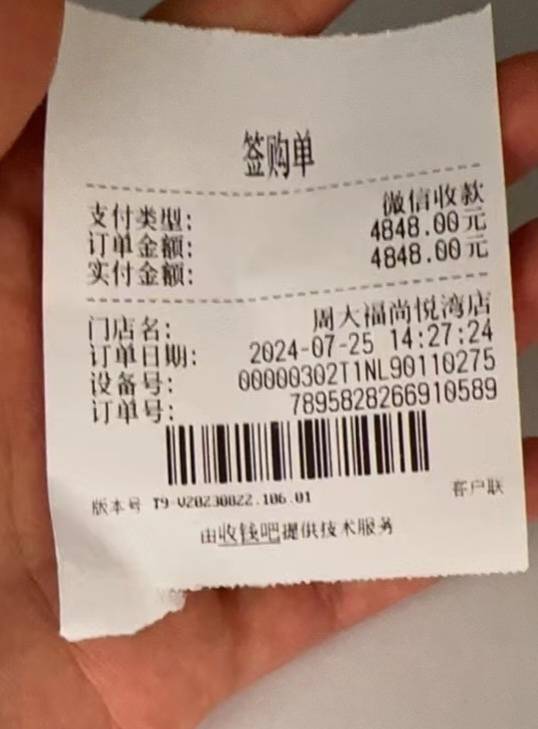 签购单
支付类型: 微信收款
订单金额: 4848.00元
实付金额: 4848.00元
门店名: 周大福尚悦湾店
订单日期: 2024-07-25 14:27:24
设备号: 00000302T1NL90110275
订单号: 7895828266910589
版本号 T9-V20230822.106.01 客户联
由收钱吧提供技术服务